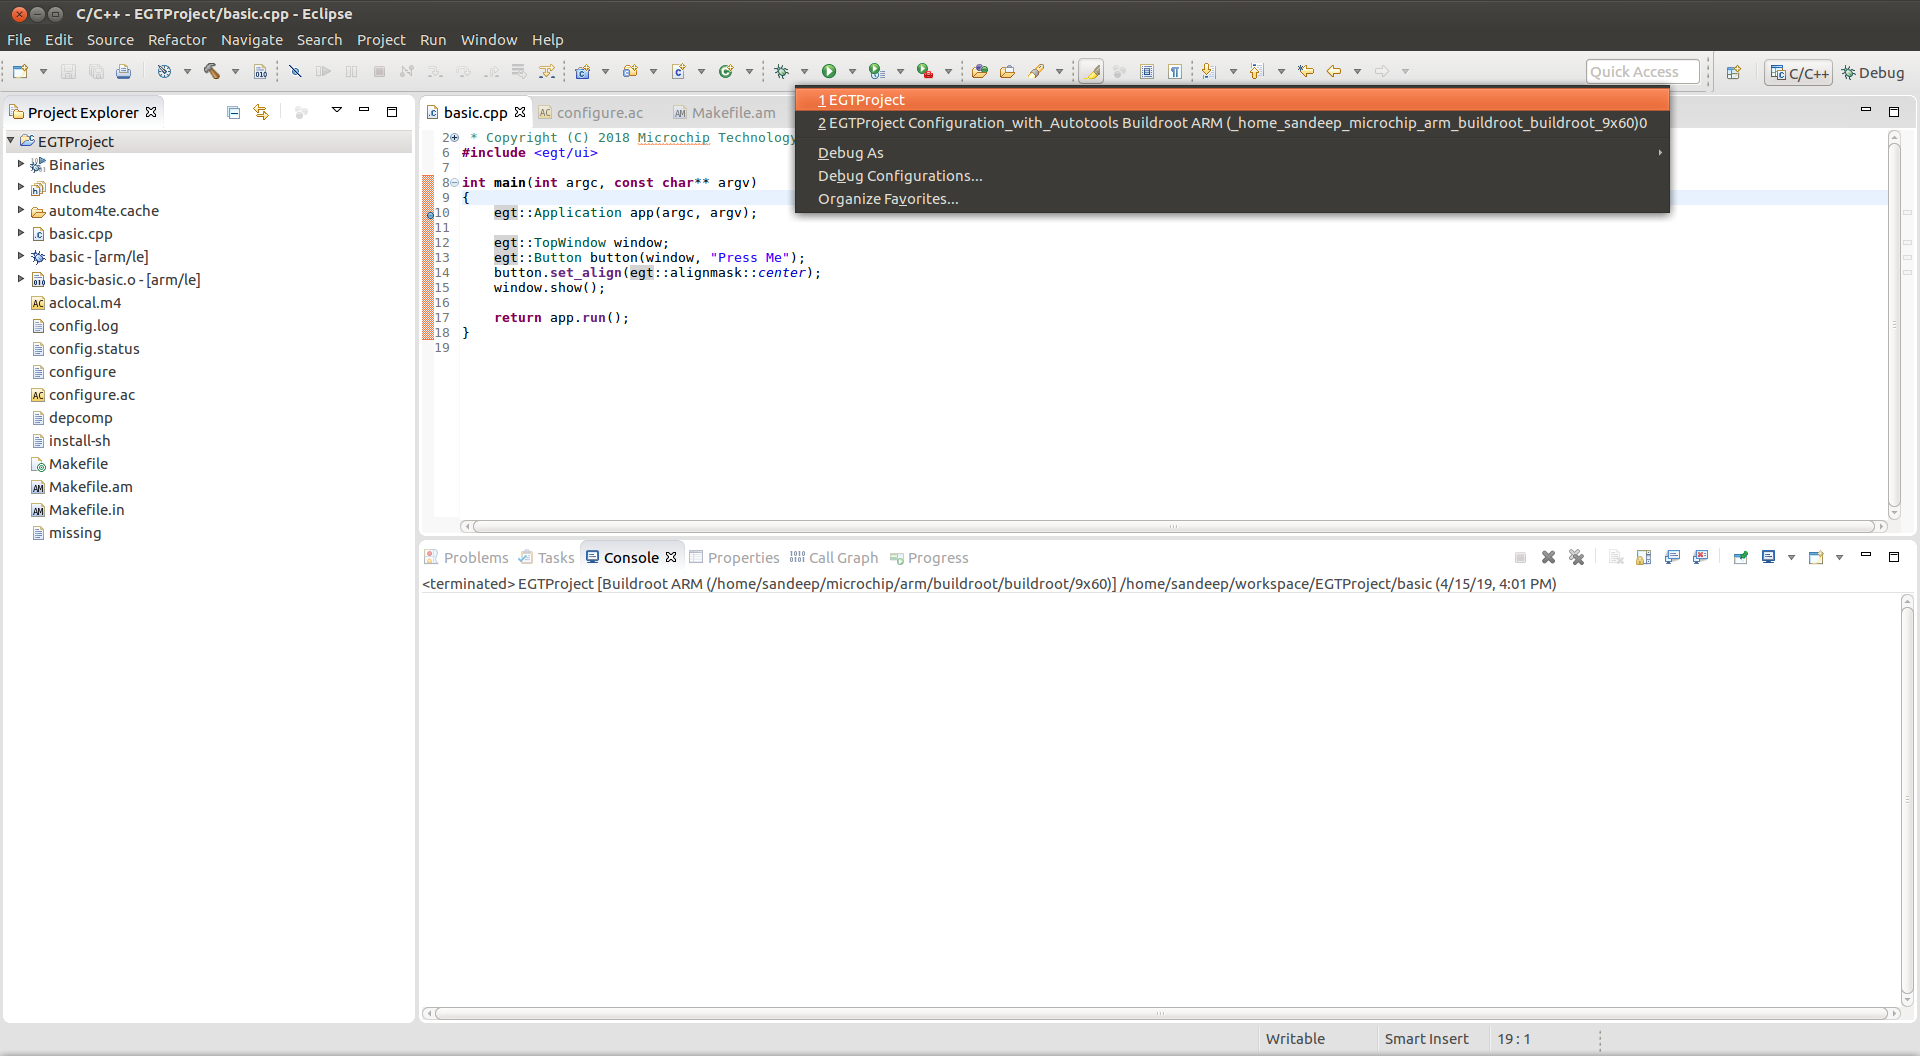 C/C++ - EGTProject/basic.cpp - Eclipse
File Edit Source Refactor Navigate Search Project Run Window Help
Quick Access C/C++ Debug
Project Explorer
EGTProject
Binaries
Includes
autom4te.cache
basic.cpp
basic - [arm/le]
basic-basic.o - [arm/le]
aclocal.m4
config.log
config.status
configure
configure.ac
depcomp
install-sh
Makefile
Makefile.am
Makefile.in
missing
basic.cpp configure.ac Makefile.am
1 EGTProject
2 EGTProject Configuration_with_Autotools Buildroot ARM (_home_sandeep_microchip_arm_buildroot_buildroot_9x60)0
Debug As
Debug Configurations...
Organize Favorites...
2 * Copyright (C) 2018 Microchip Technology
6 #include <egt/ui>
7
8 int main(int argc, const char** argv)
9 {
10 egt::Application app(argc, argv);
11
12 egt::TopWindow window;
13 egt::Button button(window, "Press Me");
14 button.set_align(egt::alignmask::center);
15 window.show();
16
17 return app.run();
18 }
19
Problems Tasks Console Properties Call Graph Progress
<terminated> EGTProject [Buildroot ARM (/home/sandeep/microchip/arm/buildroot/buildroot/9x60)] /home/sandeep/workspace/EGTProject/basic (4/15/19, 4:01 PM)
Writable Smart Insert 19 : 1